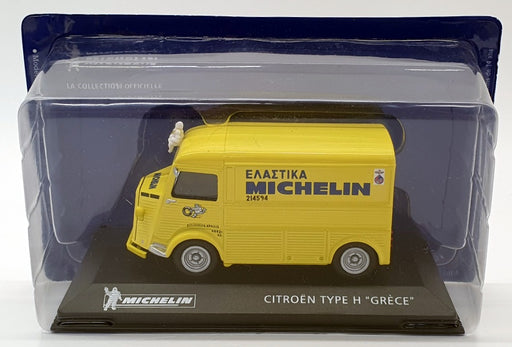 LA COLLECTION OFFICIELLE
ΕΛΑΣΤΙΚΑ
MICHELIN
214594
MICHELIN
CITROËN TYPE H "GRÈCE"